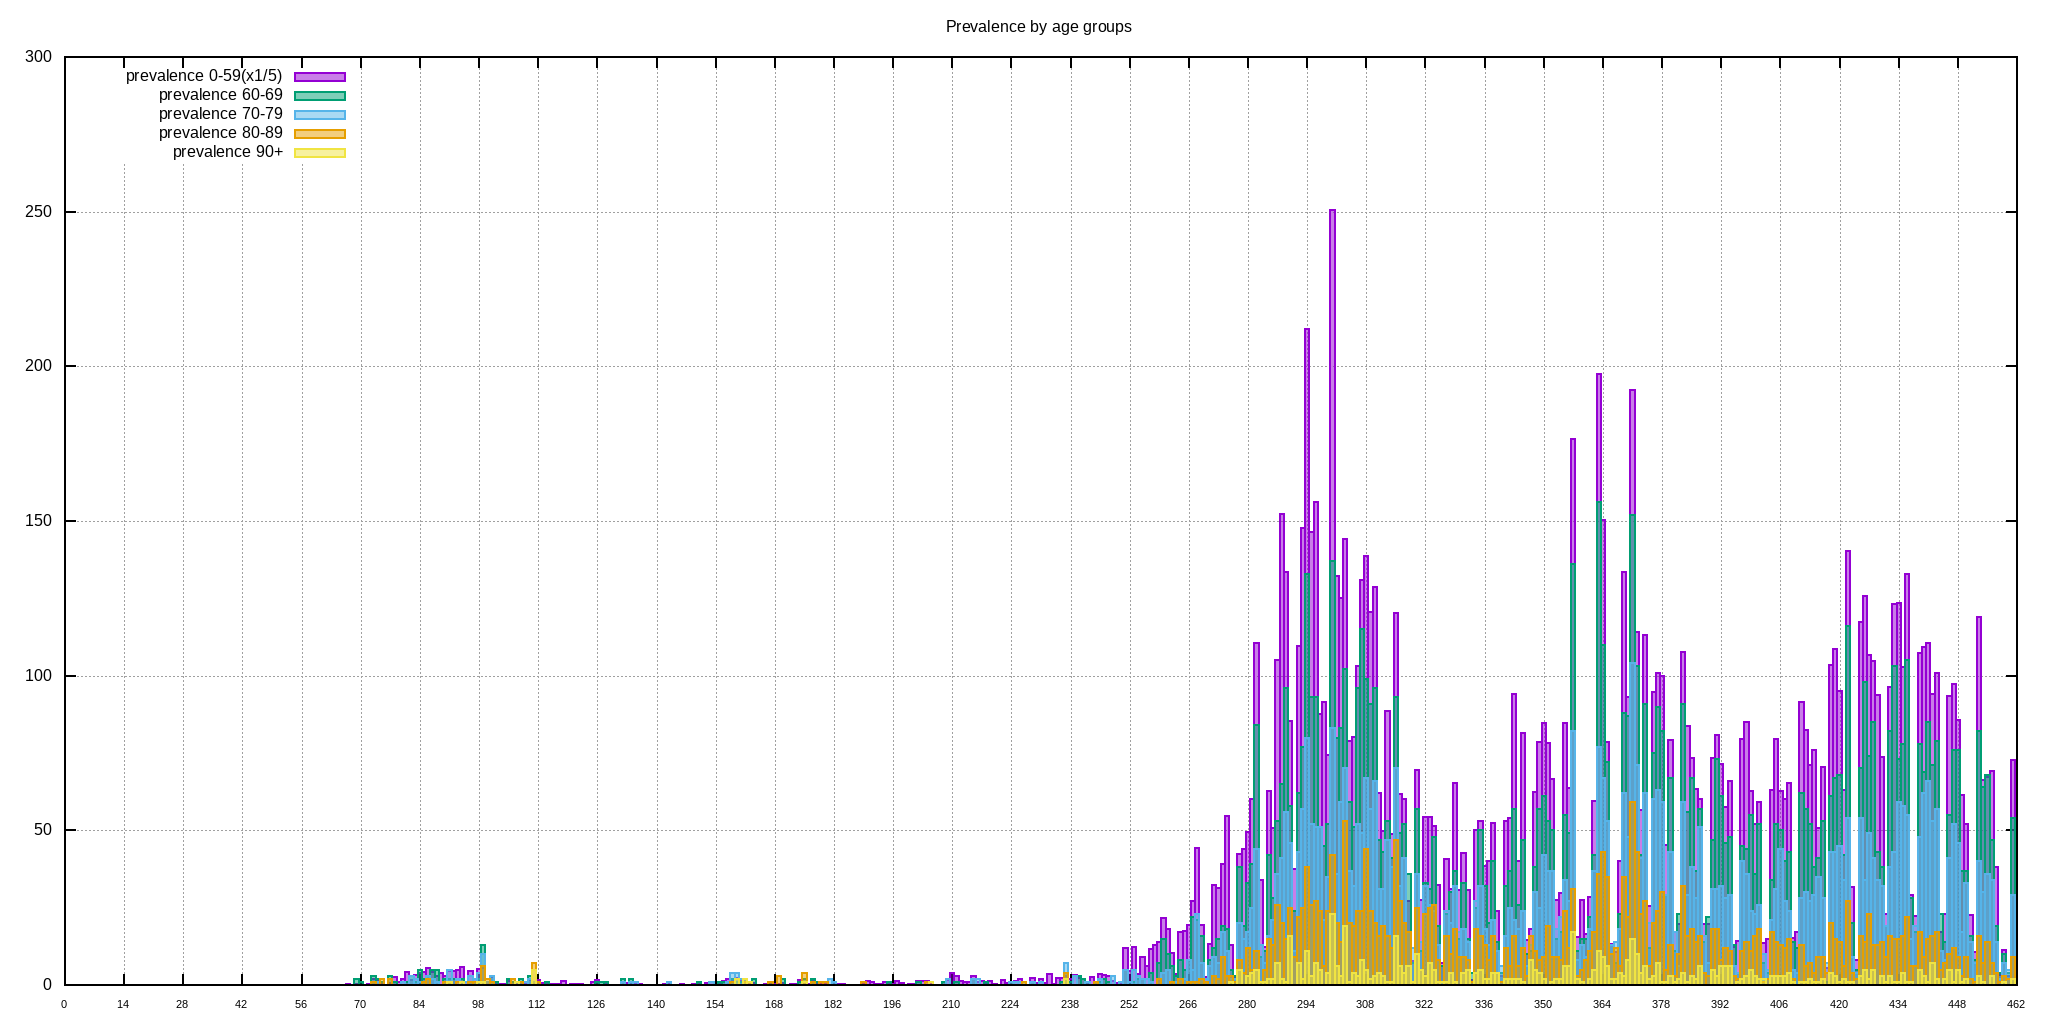 Prevalence by age groups
300
250
200
150
100
50
0
prevalence 0-59(x1/5)
prevalence 60-69
prevalence 70-79
prevalence 80-89
prevalence 90+
0 14 28 42 56 70 84 98 112 126 140 154 168 182 196 210 224 238 252 266 280 294 308 322 336 350 364 378 392 406 420 434 448 462